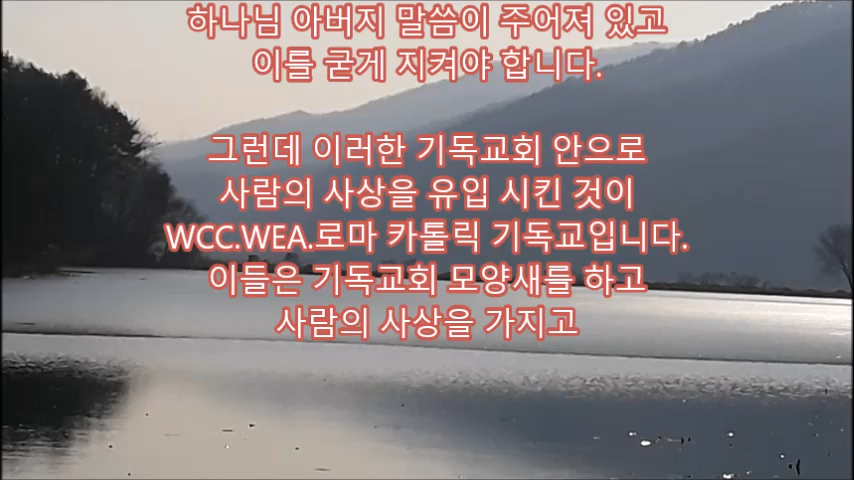 하나님 아버지 말씀이 주어져 있고
이를 굳게 지켜야 합니다.
그런데 이러한 기독교회 안으로
사람의 사상을 유입 시킨 것이
WCC.WEA.로마 카톨릭 기독교입니다.
이들은 기독교회 모양새를 하고
사람의 사상을 가지고